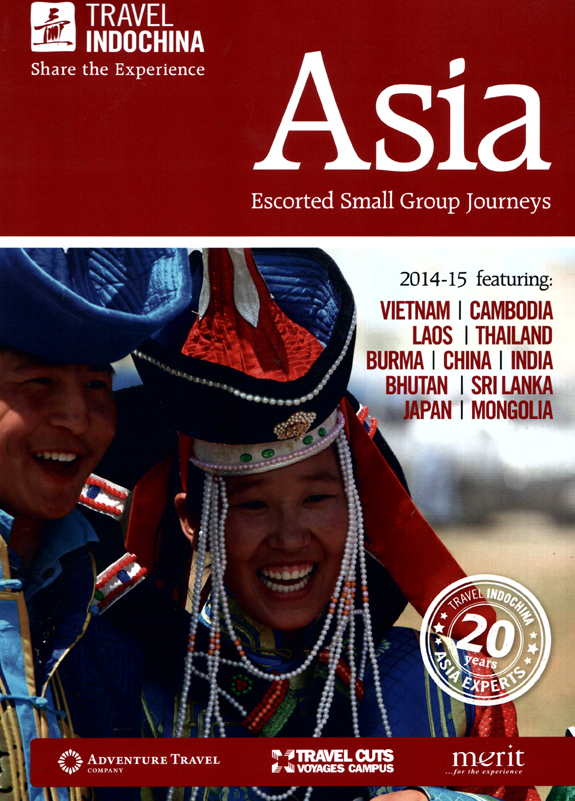 TRAVEL
INDOCHINA
Share the Experience
Asia
Escorted Small Group Journeys
2014-15 featuring:
VIETNAM | CAMBODIA
LAOS | THAILAND
BURMA | CHINA | INDIA
BHUTAN | SRI LANKA
JAPAN | MONGOLIA
TRAVEL INDOCHINA
20
years
ASIA EXPERTS
ADVENTURE TRAVEL
COMPANY
TRAVEL CUTS
VOYAGES CAMPUS
merit
...for the experience